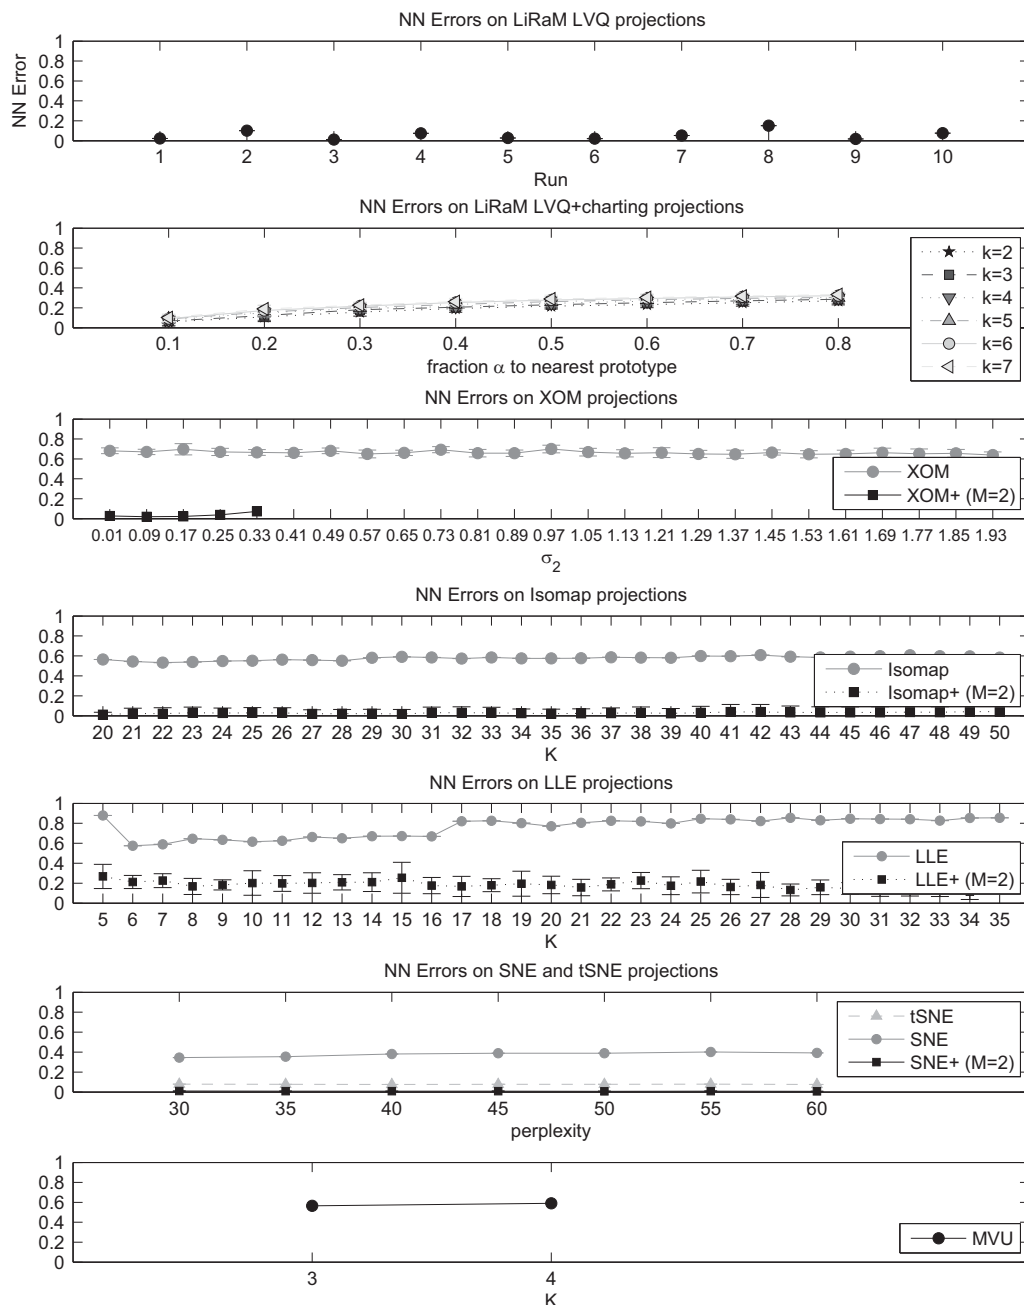 NN Errors on LiRaM LVQ projections
NN Error
1
0.8
0.6
0.4
0.2
0
1 2 3 4 5 6 7 8 9 10
Run
NN Errors on LiRaM LVQ+charting projections
1
0.8
0.6
0.4
0.2
0
k=2
k=3
k=4
k=5
k=6
k=7
0.1 0.2 0.3 0.4 0.5 0.6 0.7 0.8
fraction α to nearest prototype
NN Errors on XOM projections
1
0.8
0.6
0.4
0.2
0
XOM
XOM+ (M=2)
0.01 0.09 0.17 0.25 0.33 0.41 0.49 0.57 0.65 0.73 0.81 0.89 0.97 1.05 1.13 1.21 1.29 1.37 1.45 1.53 1.61 1.69 1.77 1.85 1.93
σ2
NN Errors on Isomap projections
1
0.8
0.6
0.4
0.2
0
Isomap
Isomap+ (M=2)
20 21 22 23 24 25 26 27 28 29 30 31 32 33 34 35 36 37 38 39 40 41 42 43 44 45 46 47 48 49 50
K
NN Errors on LLE projections
1
0.8
0.6
0.4
0.2
0
LLE
LLE+ (M=2)
5 6 7 8 9 10 11 12 13 14 15 16 17 18 19 20 21 22 23 24 25 26 27 28 29 30 31 32 33 34 35
K
NN Errors on SNE and tSNE projections
1
0.8
0.6
0.4
0.2
0
tSNE
SNE
SNE+ (M=2)
30 35 40 45 50 55 60
perplexity
1
0.8
0.6
0.4
0.2
0
MVU
3 4
K